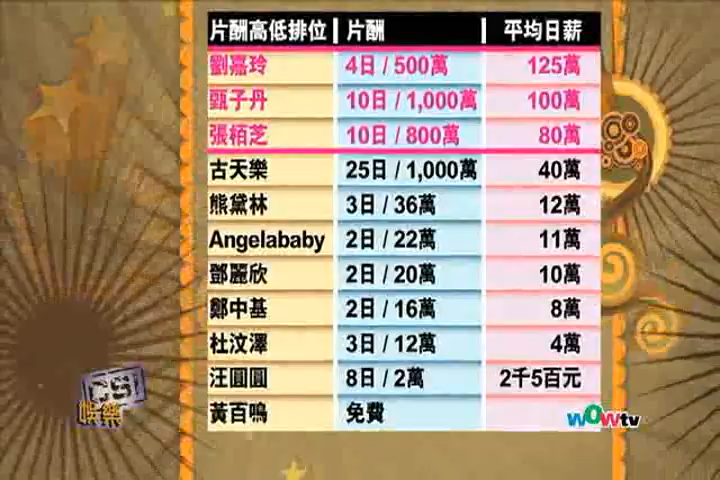 片酬高低排位 片酬 平均日薪
劉嘉玲 4日 / 500萬 125萬
甄子丹 10日 / 1,000萬 100萬
張栢芝 10日 / 800萬 80萬
古天樂 25日 / 1,000萬 40萬
熊黛林 3日 / 36萬 12萬
Angelababy 2日 / 22萬 11萬
鄧麗欣 2日 / 20萬 10萬
鄭中基 2日 / 16萬 8萬
杜汶澤 3日 / 12萬 4萬
汪圓圓 8日 / 2萬 2千5百元
黃百鳴 免費
CSI
娛樂
wowtv